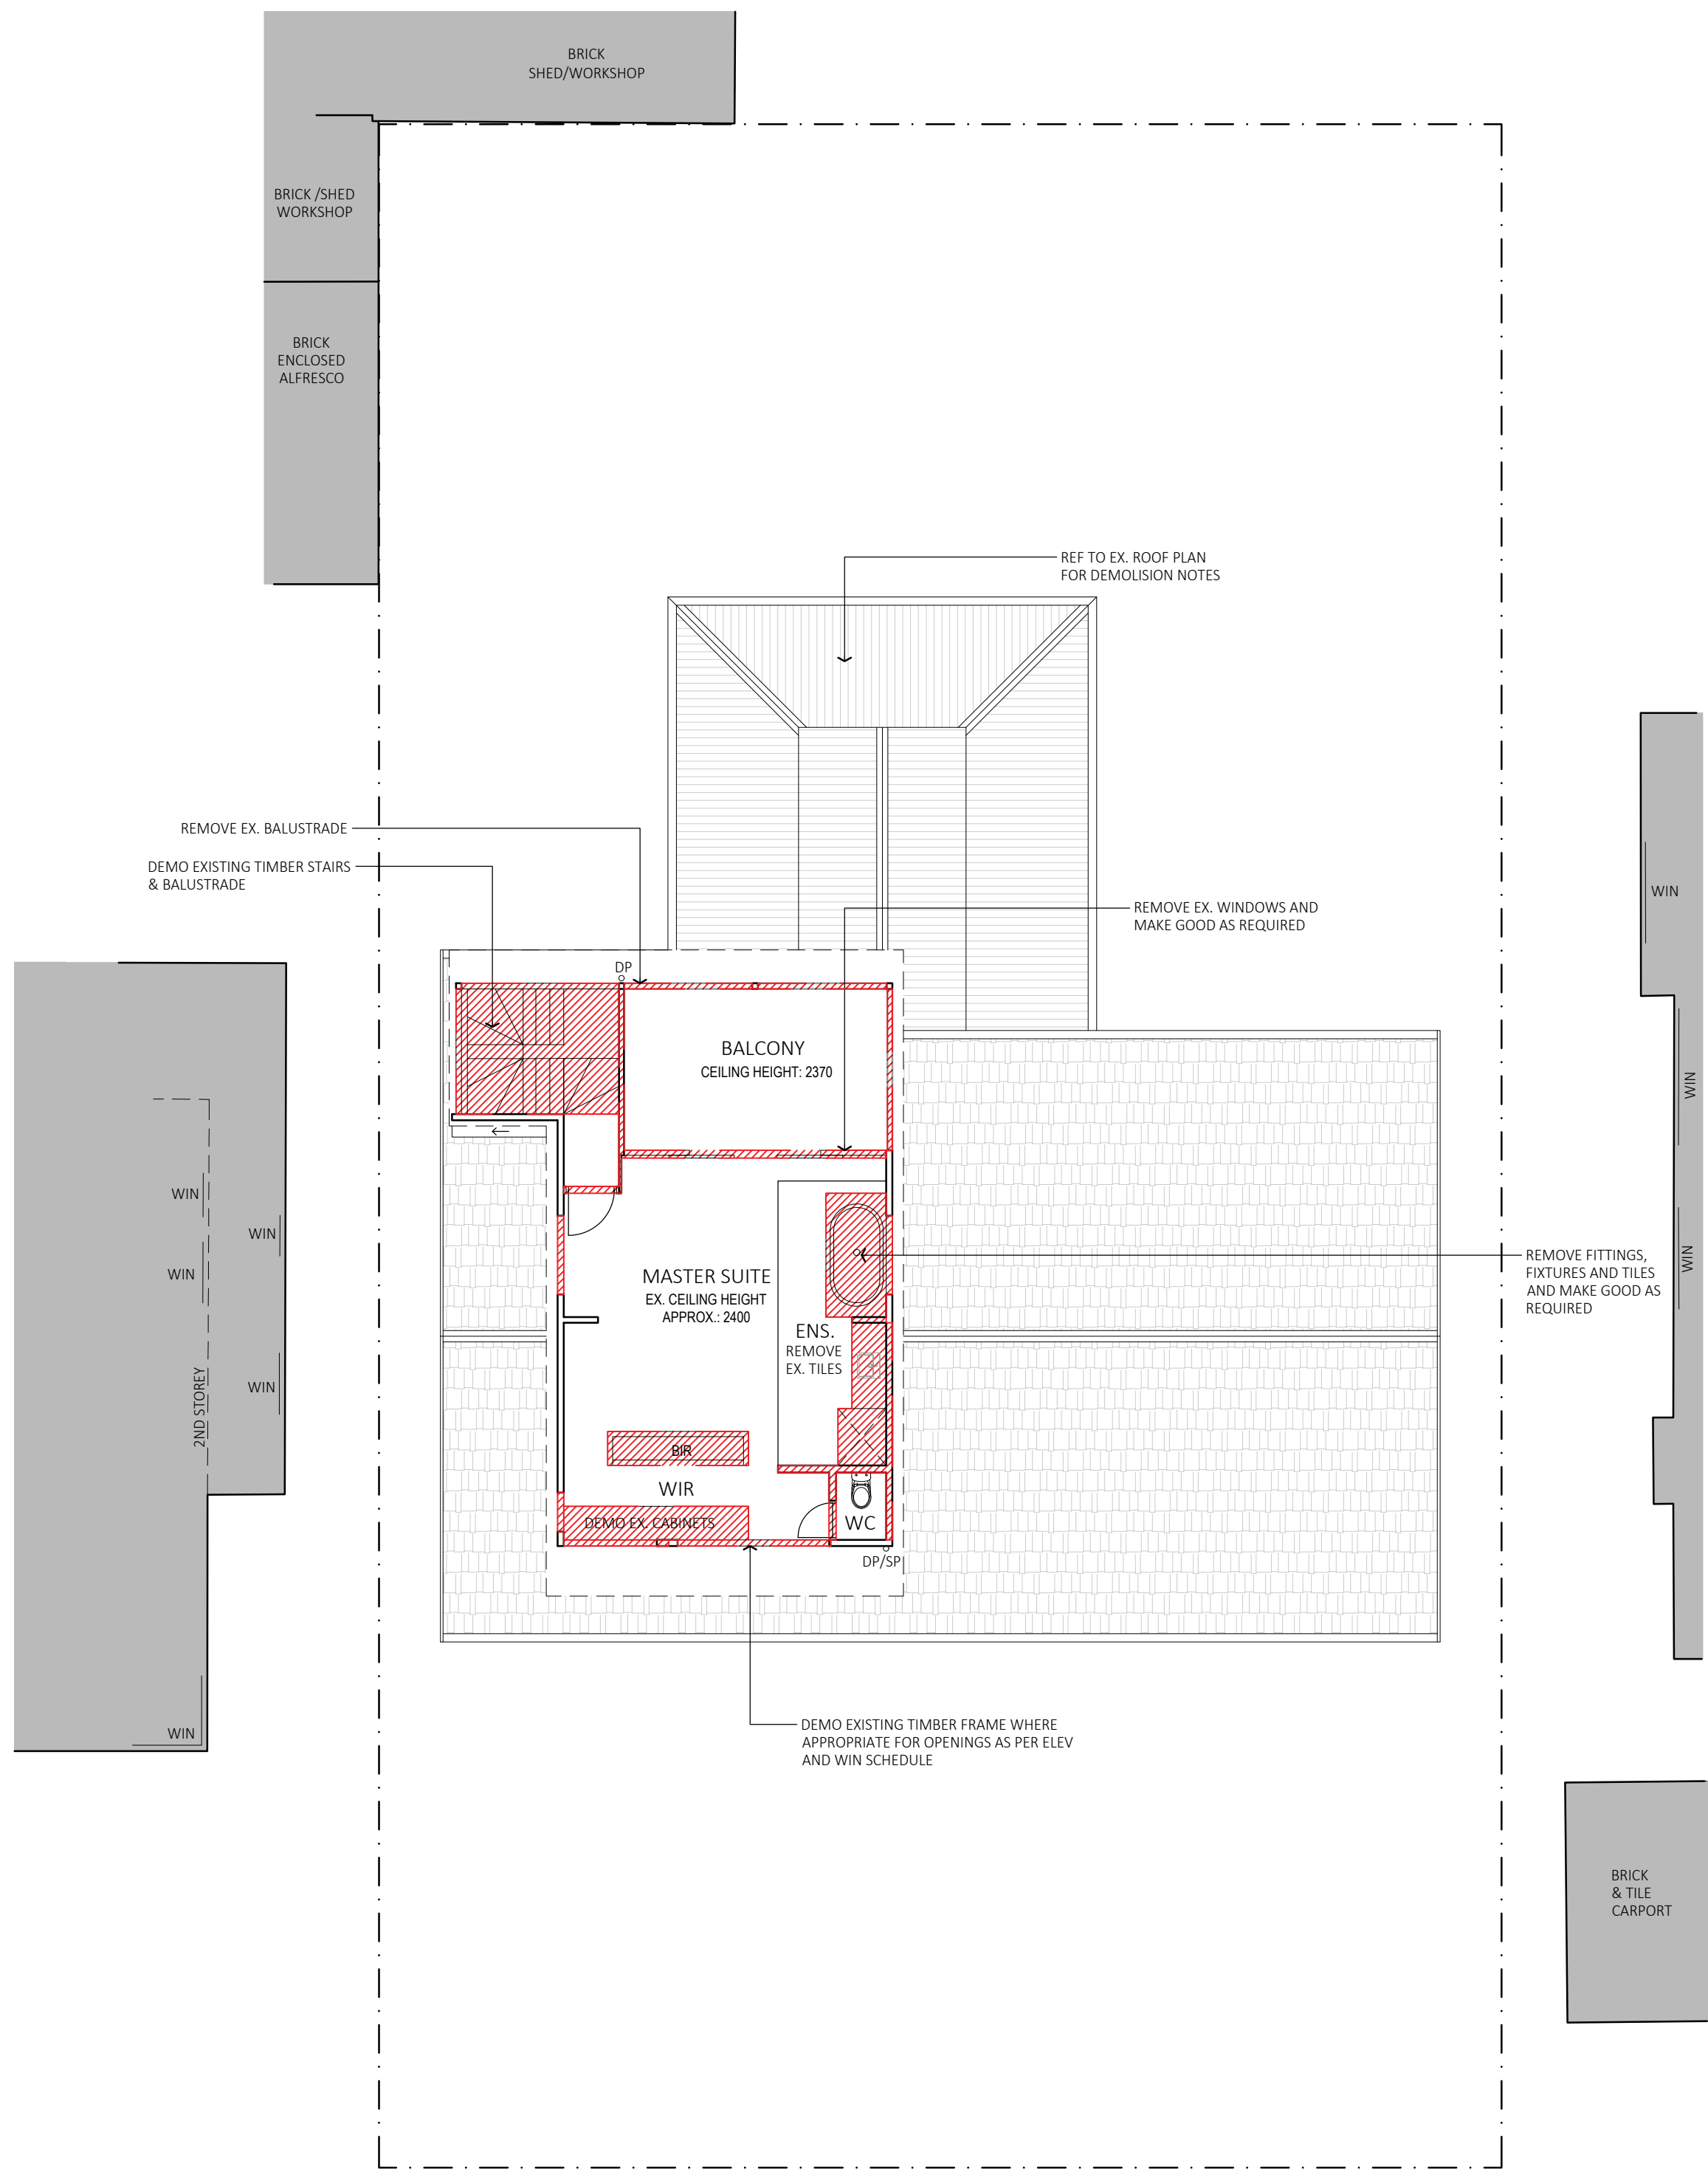 BRICK
SHED/WORKSHOP
BRICK /SHED
WORKSHOP
BRICK
ENCLOSED
ALFRESCO
REF TO EX. ROOF PLAN
FOR DEMOLISION NOTES
REMOVE EX. BALUSTRADE
DEMO EXISTING TIMBER STAIRS
& BALUSTRADE
REMOVE EX. WINDOWS AND
MAKE GOOD AS REQUIRED
WIN
DP
BALCONY
CEILING HEIGHT: 2370
WIN
WIN
WIN
WIN
WIN
2ND STOREY
WIN
WIN
MASTER SUITE
EX. CEILING HEIGHT
APPROX.: 2400
ENS.
REMOVE
EX. TILES
REMOVE FITTINGS,
FIXTURES AND TILES
AND MAKE GOOD AS
REQUIRED
BIR
WIR
DEMO EX. CABINETS
WC
DP/SP
DEMO EXISTING TIMBER FRAME WHERE
APPROPRIATE FOR OPENINGS AS PER ELEV
AND WIN SCHEDULE
BRICK
& TILE
CARPORT